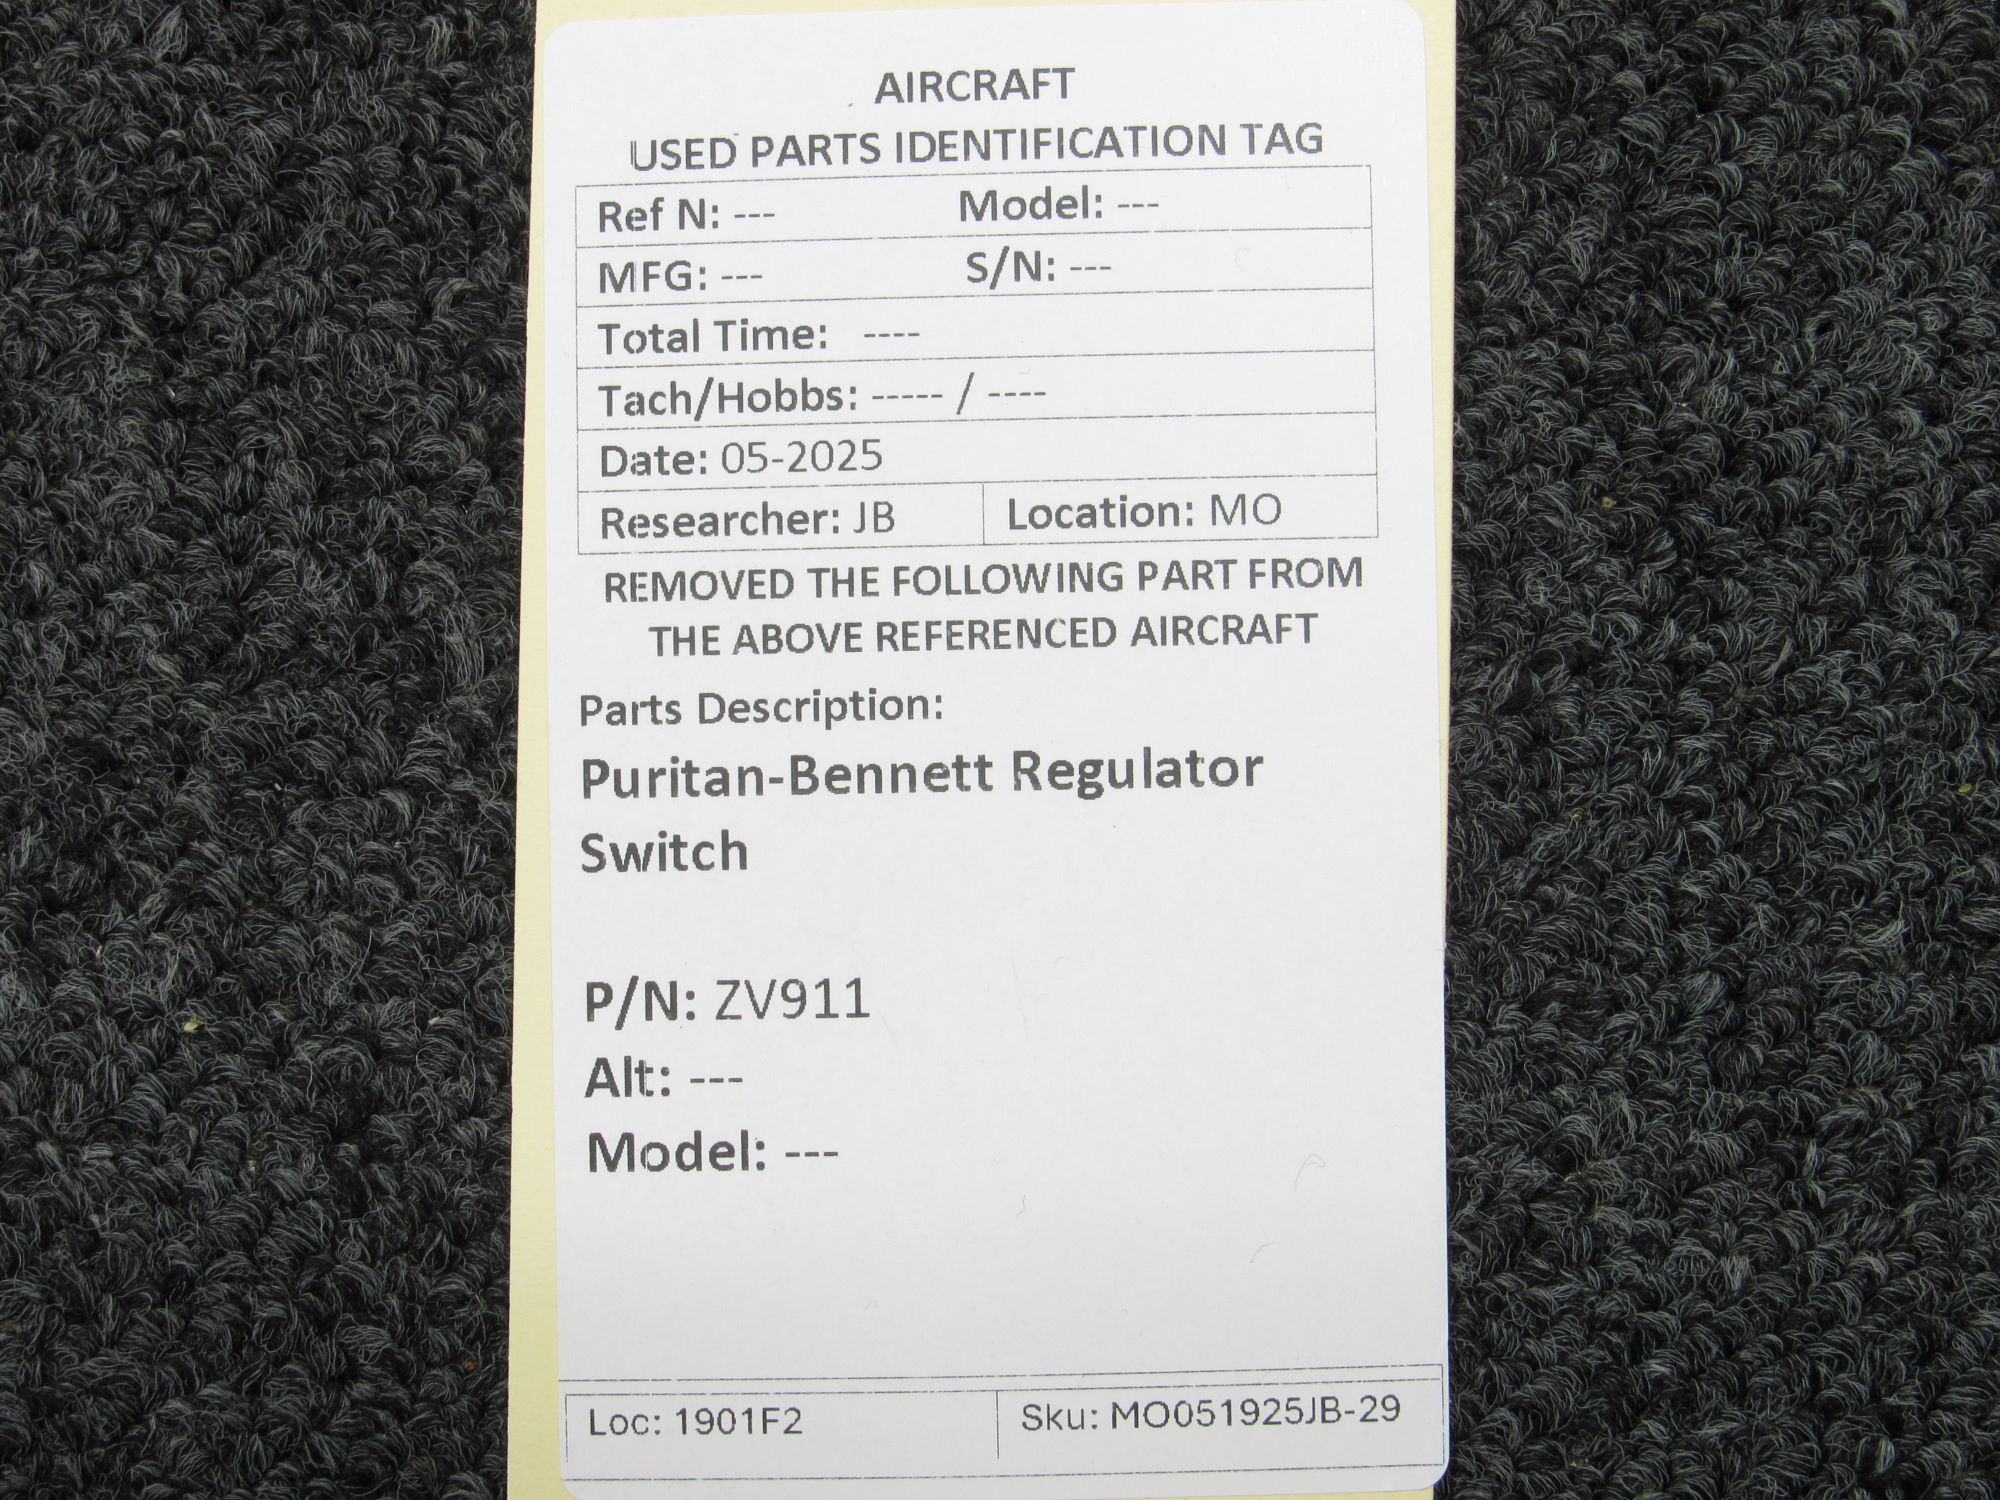 AIRCRAFT
USED PARTS IDENTIFICATION TAG
Ref N: --- Model: ---
MFG: --- S/N: ---
Total Time: ----
Tach/Hobbs: ----- / ----
Date: 05-2025
Researcher: JB Location: MO
REMOVED THE FOLLOWING PART FROM
THE ABOVE REFERENCED AIRCRAFT
Parts Description:
Puritan-Bennett Regulator
Switch
P/N: ZV911
Alt: ---
Model: ---
Loc: 1901F2 Sku: MO051925JB-29